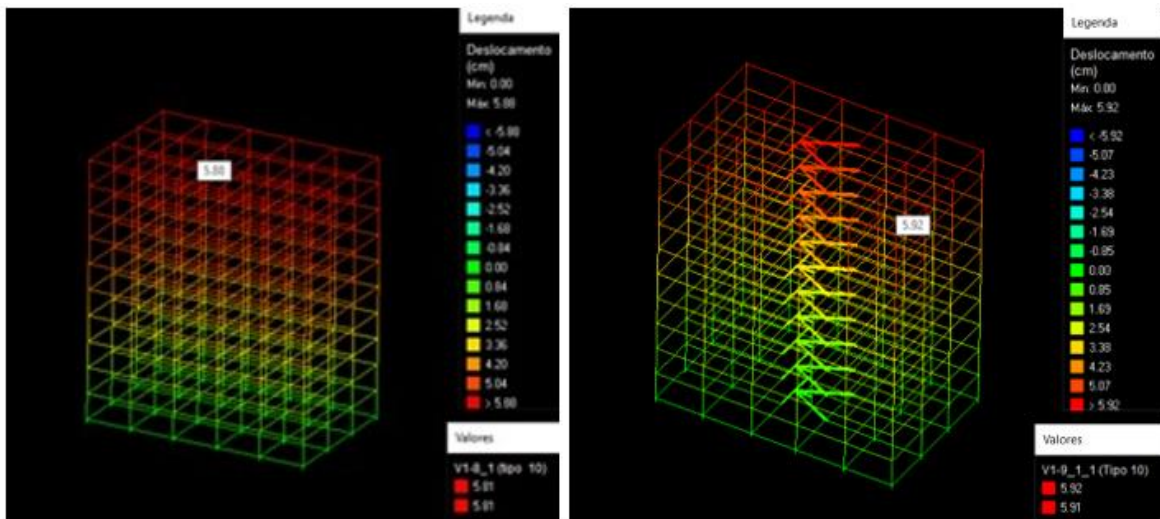 Legenda
Deslocamento
(cm)
Min: 0.00
Máx: 5.88
< -5.88
-5.04
-4.20
-3.36
-2.52
-1.68
-0.84
0.00
0.84
1.68
2.52
3.36
4.20
5.04
> 5.88
5.88
Valores
V1-8_1 (tipo 10)
5.81
5.81
Legenda
Deslocamento
(cm)
Min: 0.00
Máx: 5.92
< -5.92
-5.07
-4.23
-3.38
-2.54
-1.69
-0.85
0.00
0.85
1.69
2.54
3.38
4.23
5.07
> 5.92
5.92
Valores
V1-9_1_1 (Tipo 10)
5.92
5.91